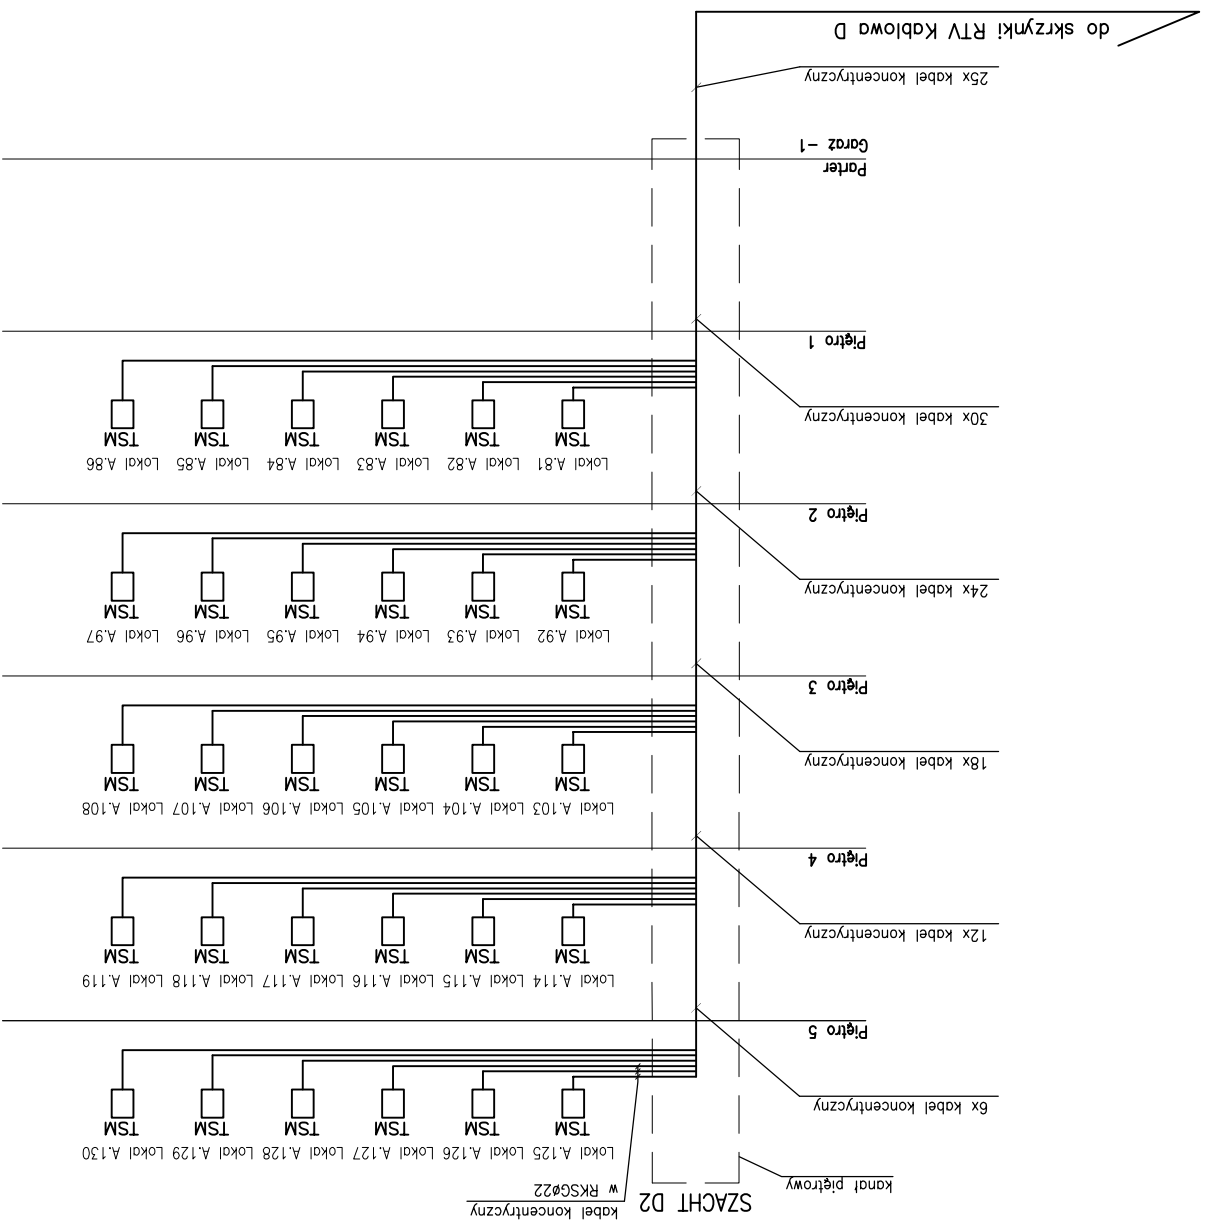 kabel koncentryczny
w RKSGø22
SZACHT D2
kanał piętrowy
Lokal A.125 Lokal A.126 Lokal A.127 Lokal A.128 Lokal A.129 Lokal A.130
TSM TSM TSM TSM TSM TSM
6x kabel koncentryczny
Piętro 5
Lokal A.114 Lokal A.115 Lokal A.116 Lokal A.117 Lokal A.118 Lokal A.119
TSM TSM TSM TSM TSM TSM
12x kabel koncentryczny
Piętro 4
Lokal A.103 Lokal A.104 Lokal A.105 Lokal A.106 Lokal A.107 Lokal A.108
TSM TSM TSM TSM TSM TSM
18x kabel koncentryczny
Piętro 3
Lokal A.92 Lokal A.93 Lokal A.94 Lokal A.95 Lokal A.96 Lokal A.97
TSM TSM TSM TSM TSM TSM
24x kabel koncentryczny
Piętro 2
Lokal A.81 Lokal A.82 Lokal A.83 Lokal A.84 Lokal A.85 Lokal A.86
TSM TSM TSM TSM TSM TSM
30x kabel koncentryczny
Piętro 1
Parter
Garaż -1
25x kabel koncentryczny
do skrzynki RTV Kablowa D